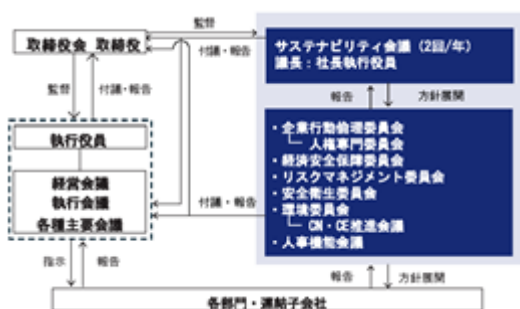 監督
取締役会 取締役
付議・報告
サステナビリティ会議（2回/年）
議長：社長執行役員
監督
付議・報告
報告
方針展開
執行役員
経営会議
執行会議
各種主要会議
付議・報告
・企業行動倫理委員会
人権専門委員会
・経済安全保障委員会
・リスクマネジメント委員会
・安全衛生委員会
・環境委員会
CN・CE推進会議
・人事機能会議
指示
報告
報告
方針展開
各部門・連結子会社